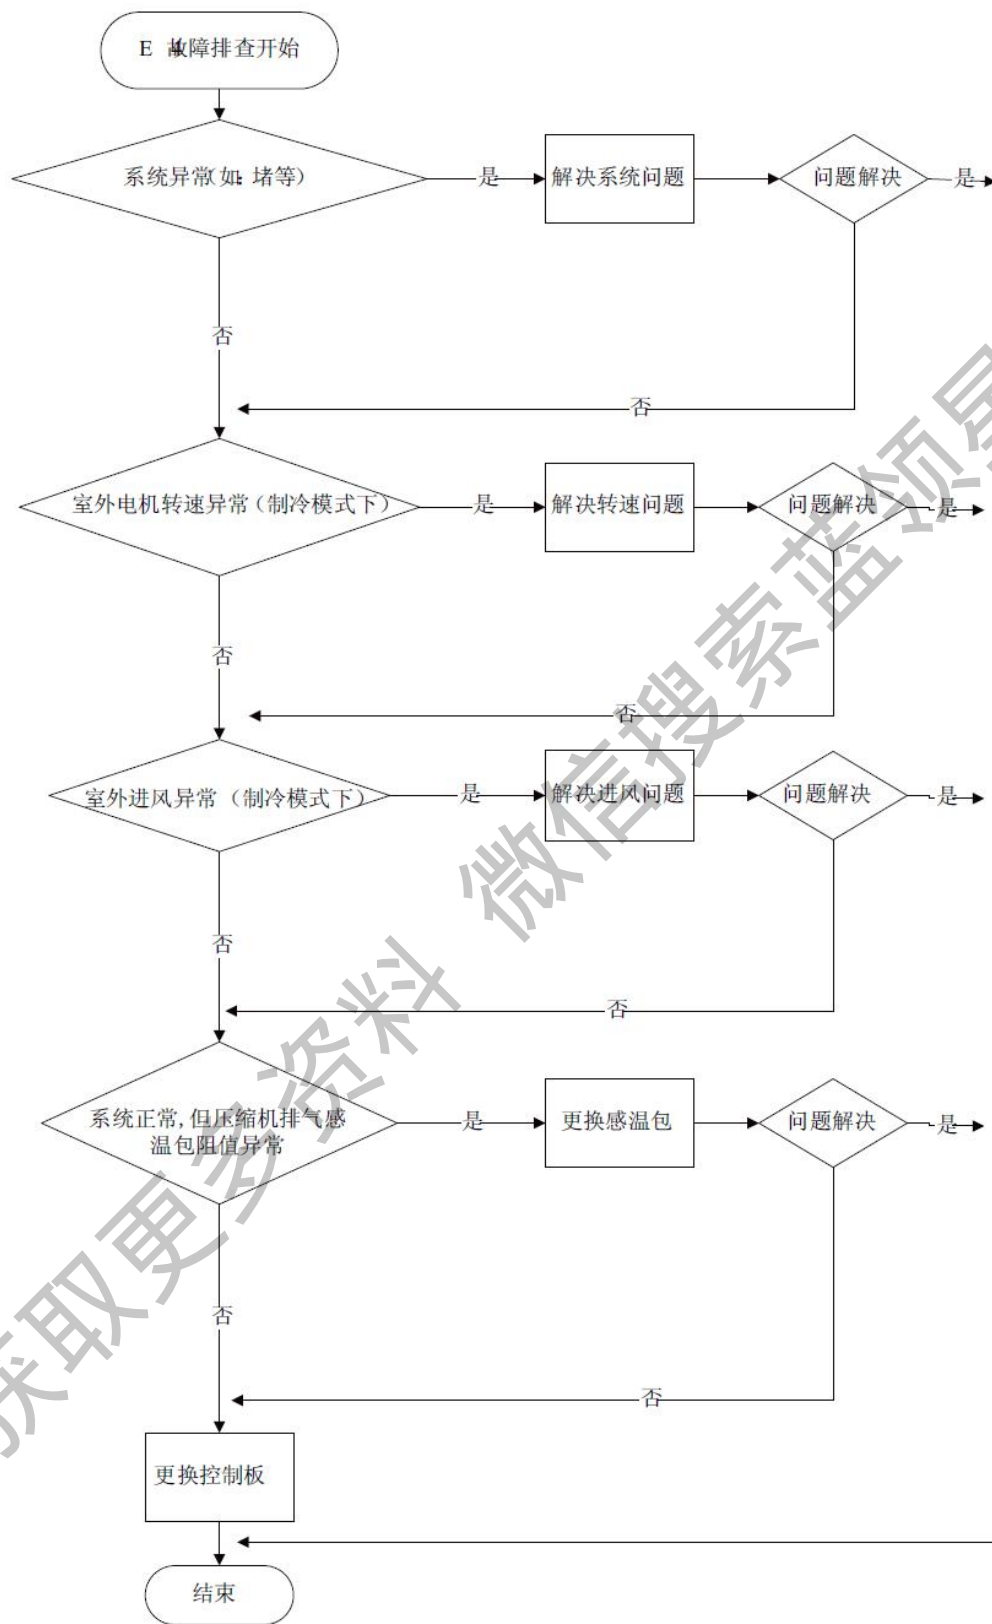 E 4故障排查开始
系统异常(如:堵等)
是
解决系统问题
问题解决
是
否
否
室外电机转速异常（制冷模式下）
是
解决转速问题
问题解决
是
否
否
室外进风异常 （制冷模式下）
是
解决进风问题
问题解决
是
否
否
系统正常,但压缩机排气感
温包阻值异常
是
更换感温包
问题解决
是
否
否
更换控制板
结束
获取更多资料 微信搜索蓝领星